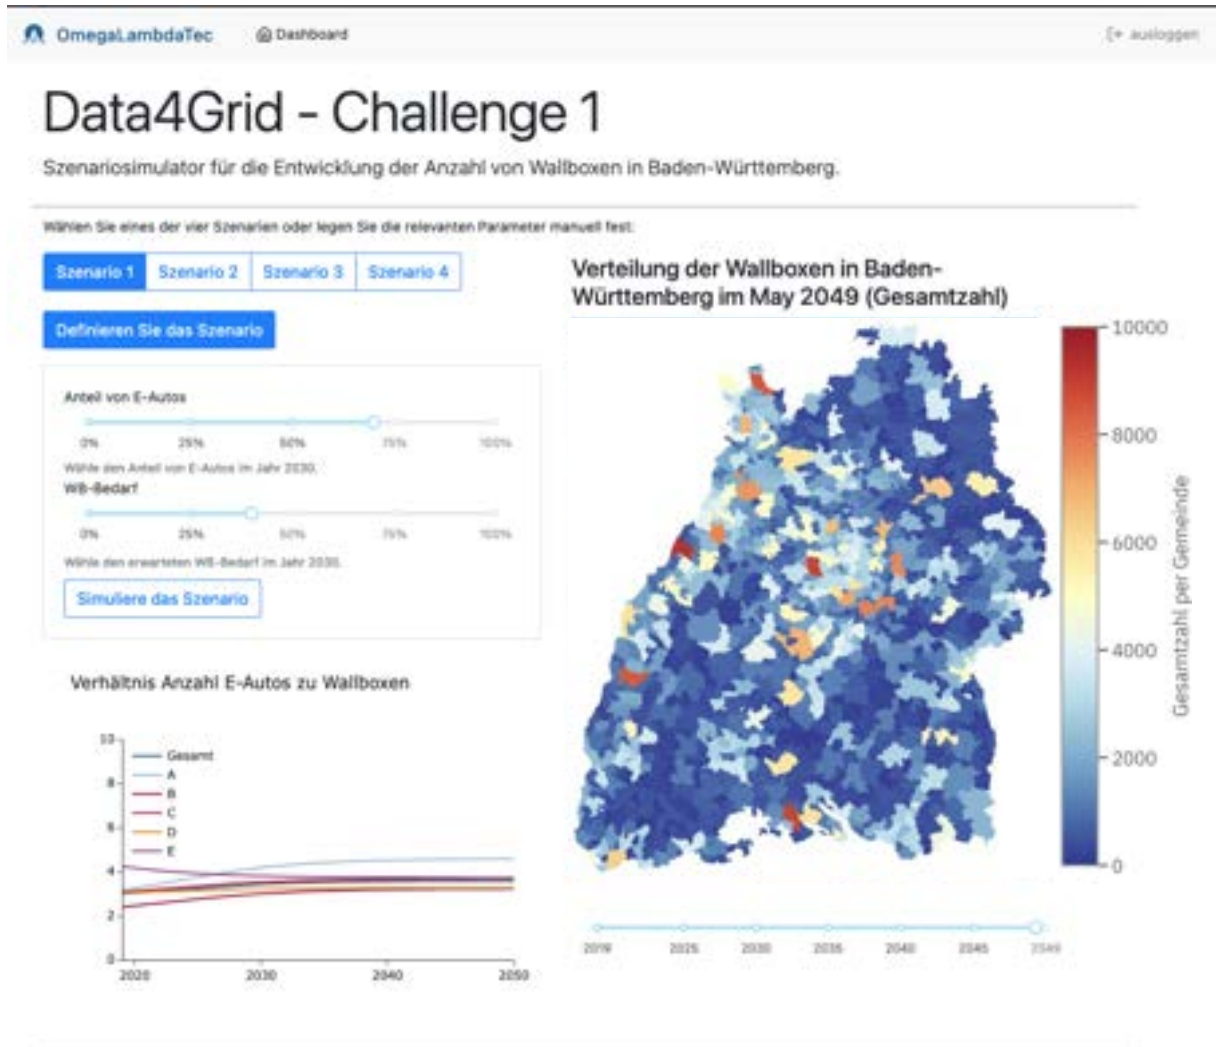 OmegaLambdaTec
Dashboard
ausloggen
Data4Grid - Challenge 1
Szenariosimulator für die Entwicklung der Anzahl von Wallboxen in Baden-Württemberg.
Wählen Sie eines der vier Szenarien oder legen Sie die relevanten Parameter manuell fest:
Szenario 1
Szenario 2
Szenario 3
Szenario 4
Definieren Sie das Szenario
Anteil von E-Autos
0% 25% 50% 75% 100%
Wähle den Anteil von E-Autos im Jahr 2030.
WB-Bedarf
0% 25% 50% 75% 100%
Wähle den erwarteten WB-Bedarf im Jahr 2030.
Simuliere das Szenario
Verhältnis Anzahl E-Autos zu Wallboxen
10
8
6
4
2
0
Gesamt
A
B
C
D
E
2020 2030 2040 2050
Verteilung der Wallboxen in Baden-
Württemberg im May 2049 (Gesamtzahl)
10000
8000
6000
4000
2000
0
Gesamtzahl per Gemeinde
2019 2025 2030 2035 2040 2045 2049